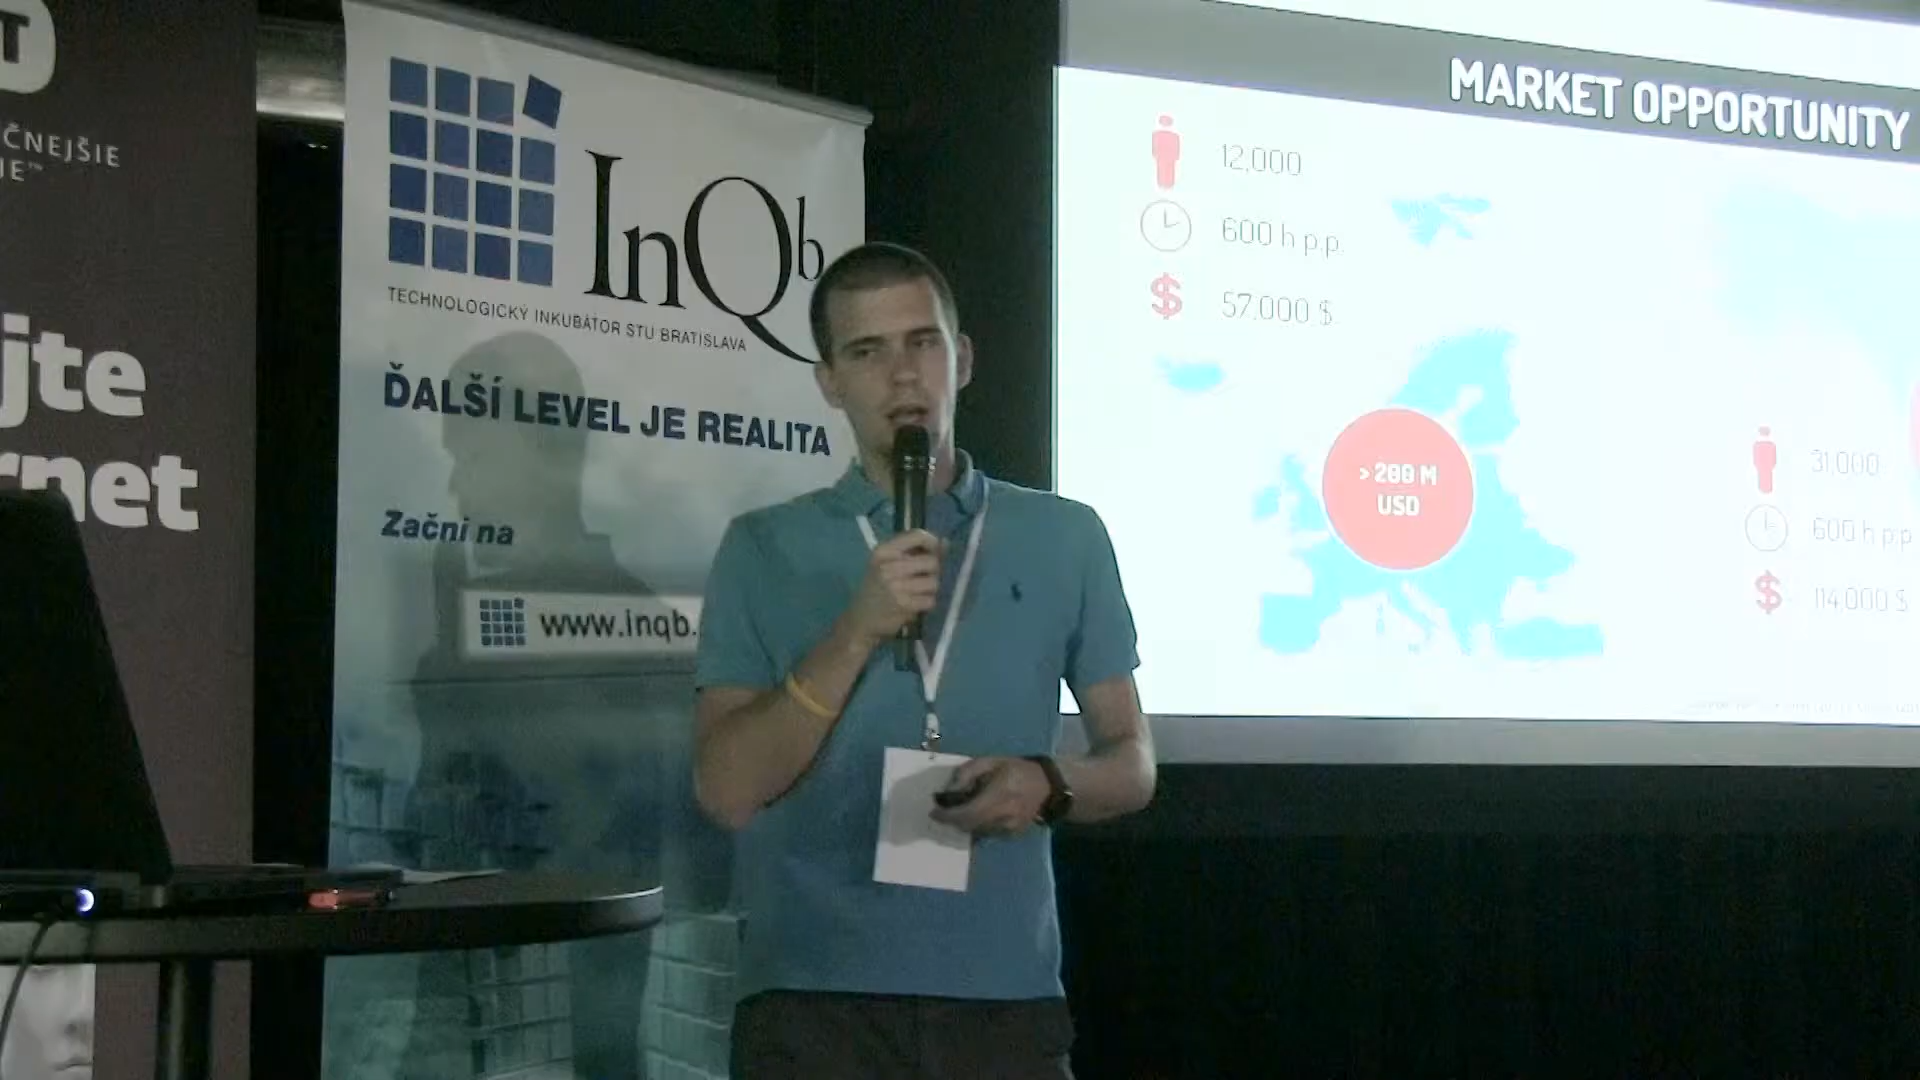 T
ČNEJŠIE
IE™
jte
rnet
InQb
TECHNOLOGICKÝ INKUBÁTOR STU BRATISLAVA
ĎALŠÍ LEVEL JE REALITA
Začni na
www.inqb.
MARKET OPPORTUNITY
12,000
600 h p.p.
57.000 $
> 200 M
USD
31,000
600 h p.p
114 000 $